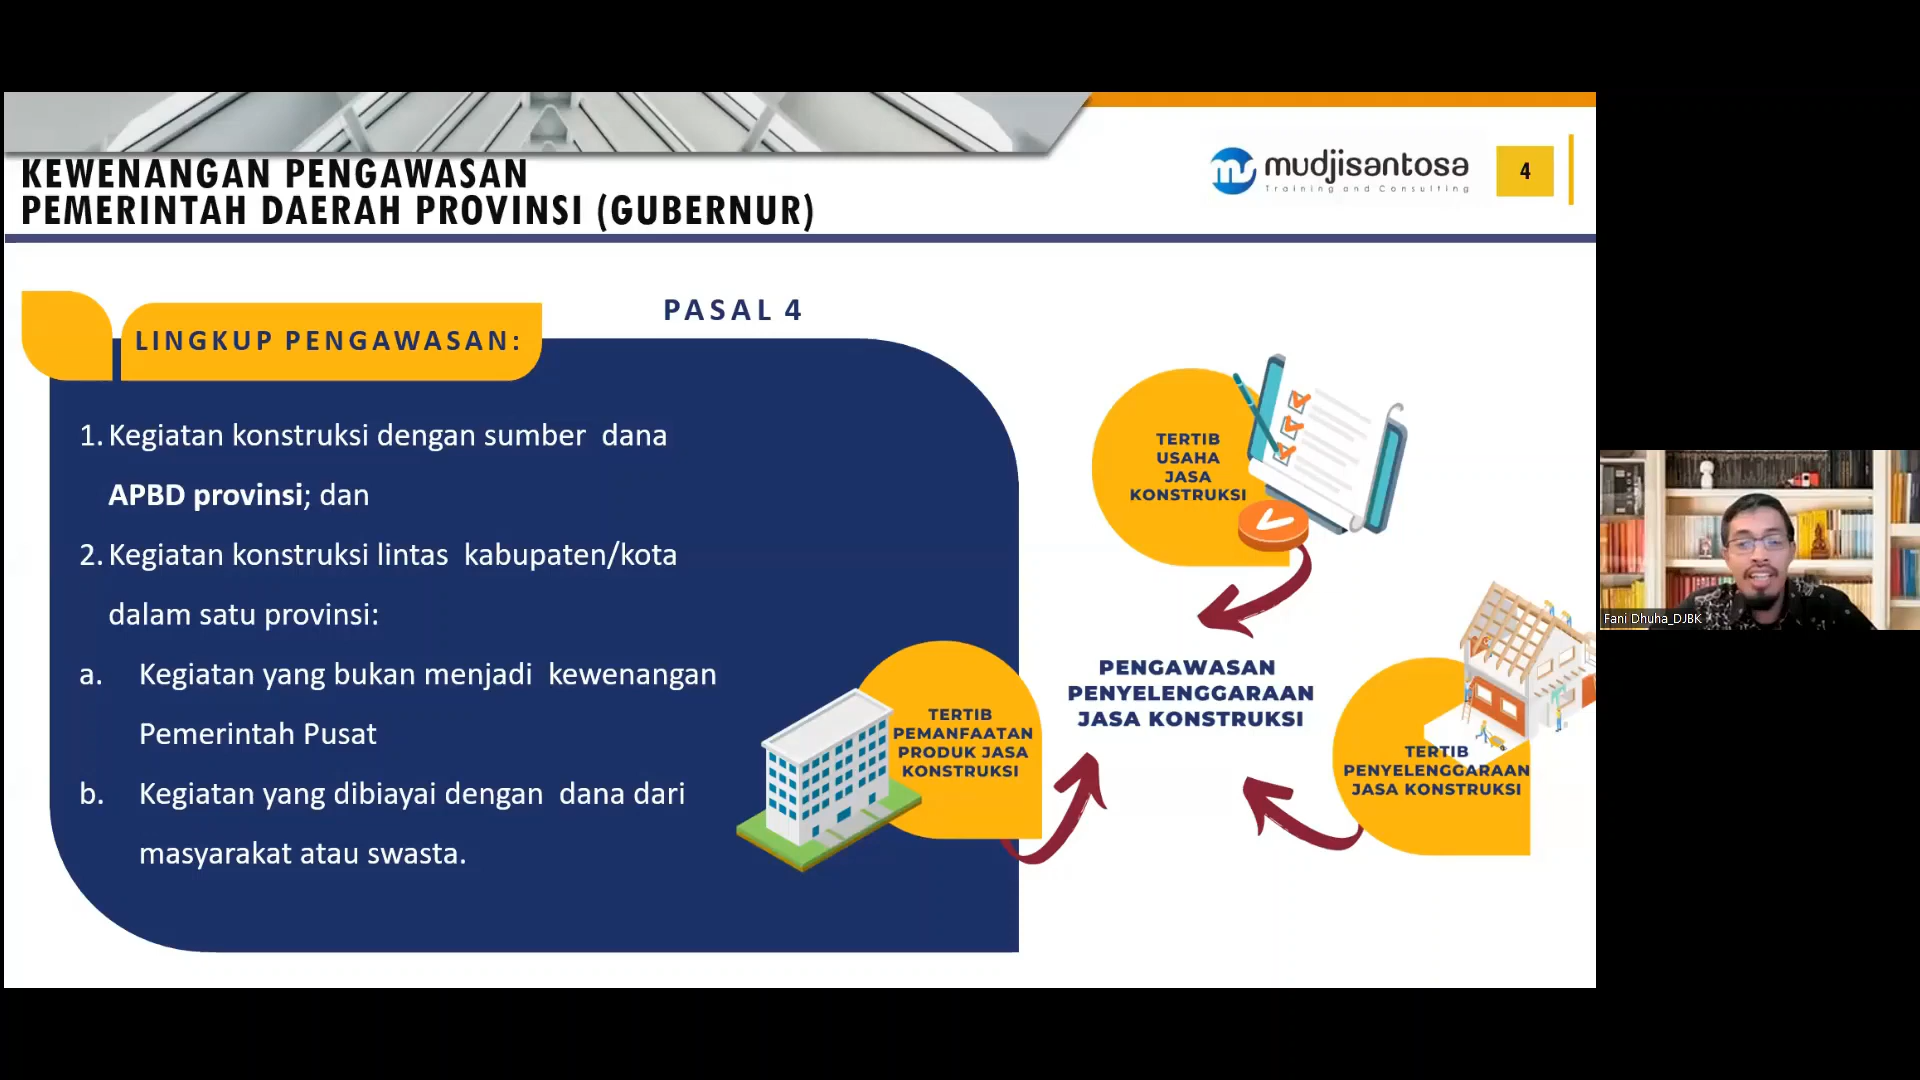 KEWENANGAN PENGAWASAN
PEMERINTAH DAERAH PROVINSI (GUBERNUR)
mudjisantosa
Training and Consulting
4
PASAL 4
LINGKUP PENGAWASAN:
1. Kegiatan konstruksi dengan sumber dana
APBD provinsi; dan
2. Kegiatan konstruksi lintas kabupaten/kota
dalam satu provinsi:
a. Kegiatan yang bukan menjadi kewenangan
Pemerintah Pusat
b. Kegiatan yang dibiayai dengan dana dari
masyarakat atau swasta.
TERTIB
USAHA
JASA
KONSTRUKSI
PENGAWASAN
PENYELENGGARAAN
JASA KONSTRUKSI
TERTIB
PEMANFAATAN
PRODUK JASA
KONSTRUKSI
TERTIB
PENYELENGGARAAN
JASA KONSTRUKSI
Fani Dhuha_DJBK